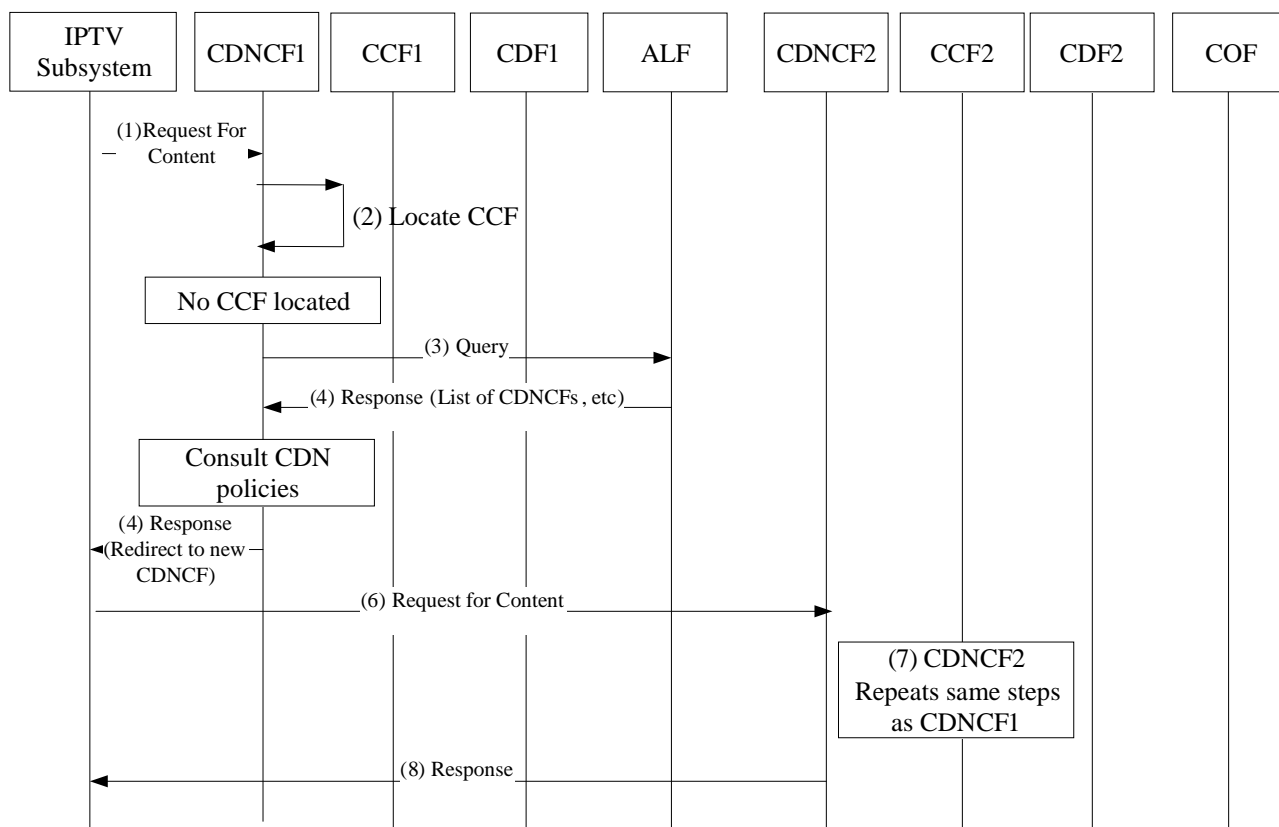 IPTV
Subsystem
CDNCF1
CCF1
CDF1
ALF
CDNCF2
CCF2
CDF2
COF
(1)Request For
Content
(2) Locate CCF
No CCF located
(3) Query
(4) Response (List of CDNCFs , etc)
Consult CDN
policies
(4) Response
(Redirect to new
CDNCF)
(6) Request for Content
(7) CDNCF2
Repeats same steps
as CDNCF1
(8) Response